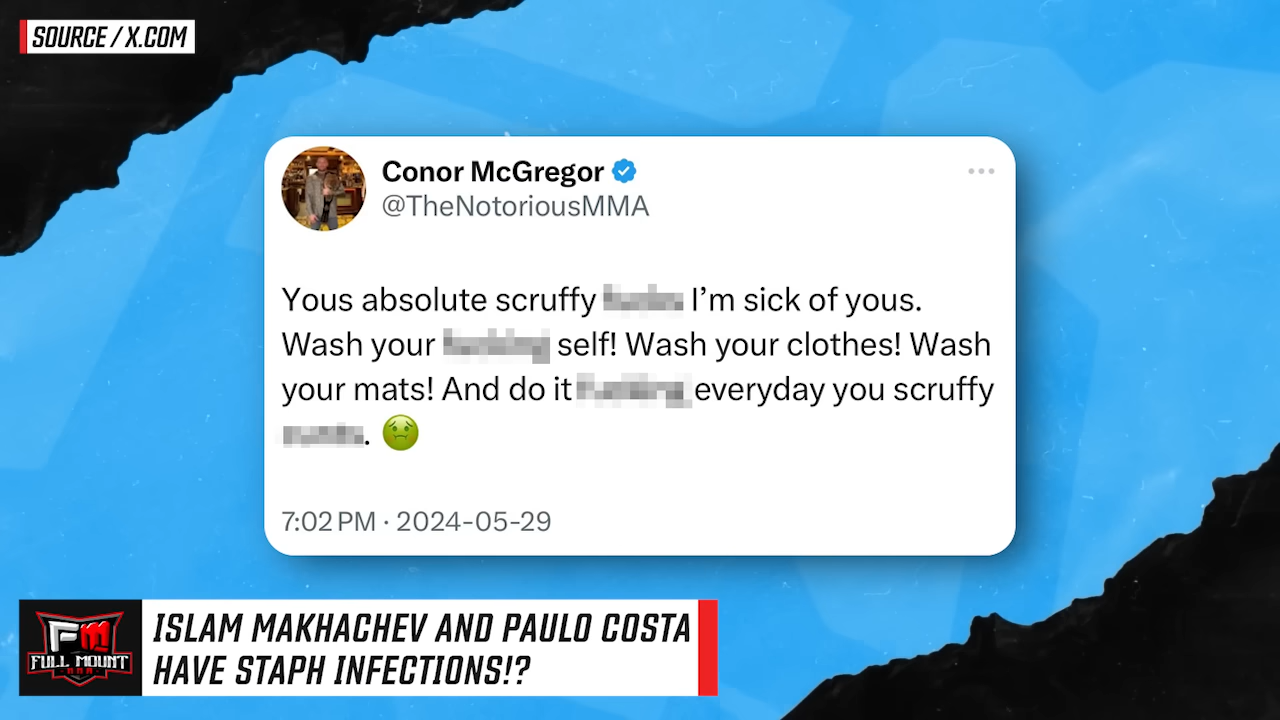 SOURCE / X.COM
Conor McGregor
@TheNotoriousMMA
Yous absolute scruffy I'm sick of yous.
Wash your self! Wash your clothes! Wash
your mats! And do it everyday you scruffy
.
7:02 PM · 2024-05-29
FM
FULL MOUNT
MMA
ISLAM MAKHACHEV AND PAULO COSTA
HAVE STAPH INFECTIONS!?